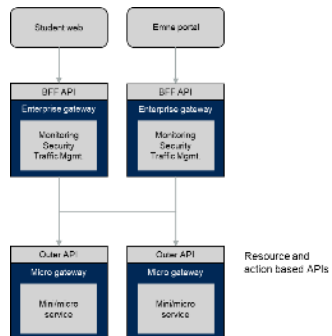 Student web
Emne portal
BFF API
BFF API
Enterprise gateway
Enterprise gateway
Monitoring
Security
Traffic Mgmt.
Monitoring
Security
Traffic Mgmt.
Outer API
Outer API
Micro gateway
Micro gateway
Mini/micro
service
Mini/micro
service
Resource and
action based APIs